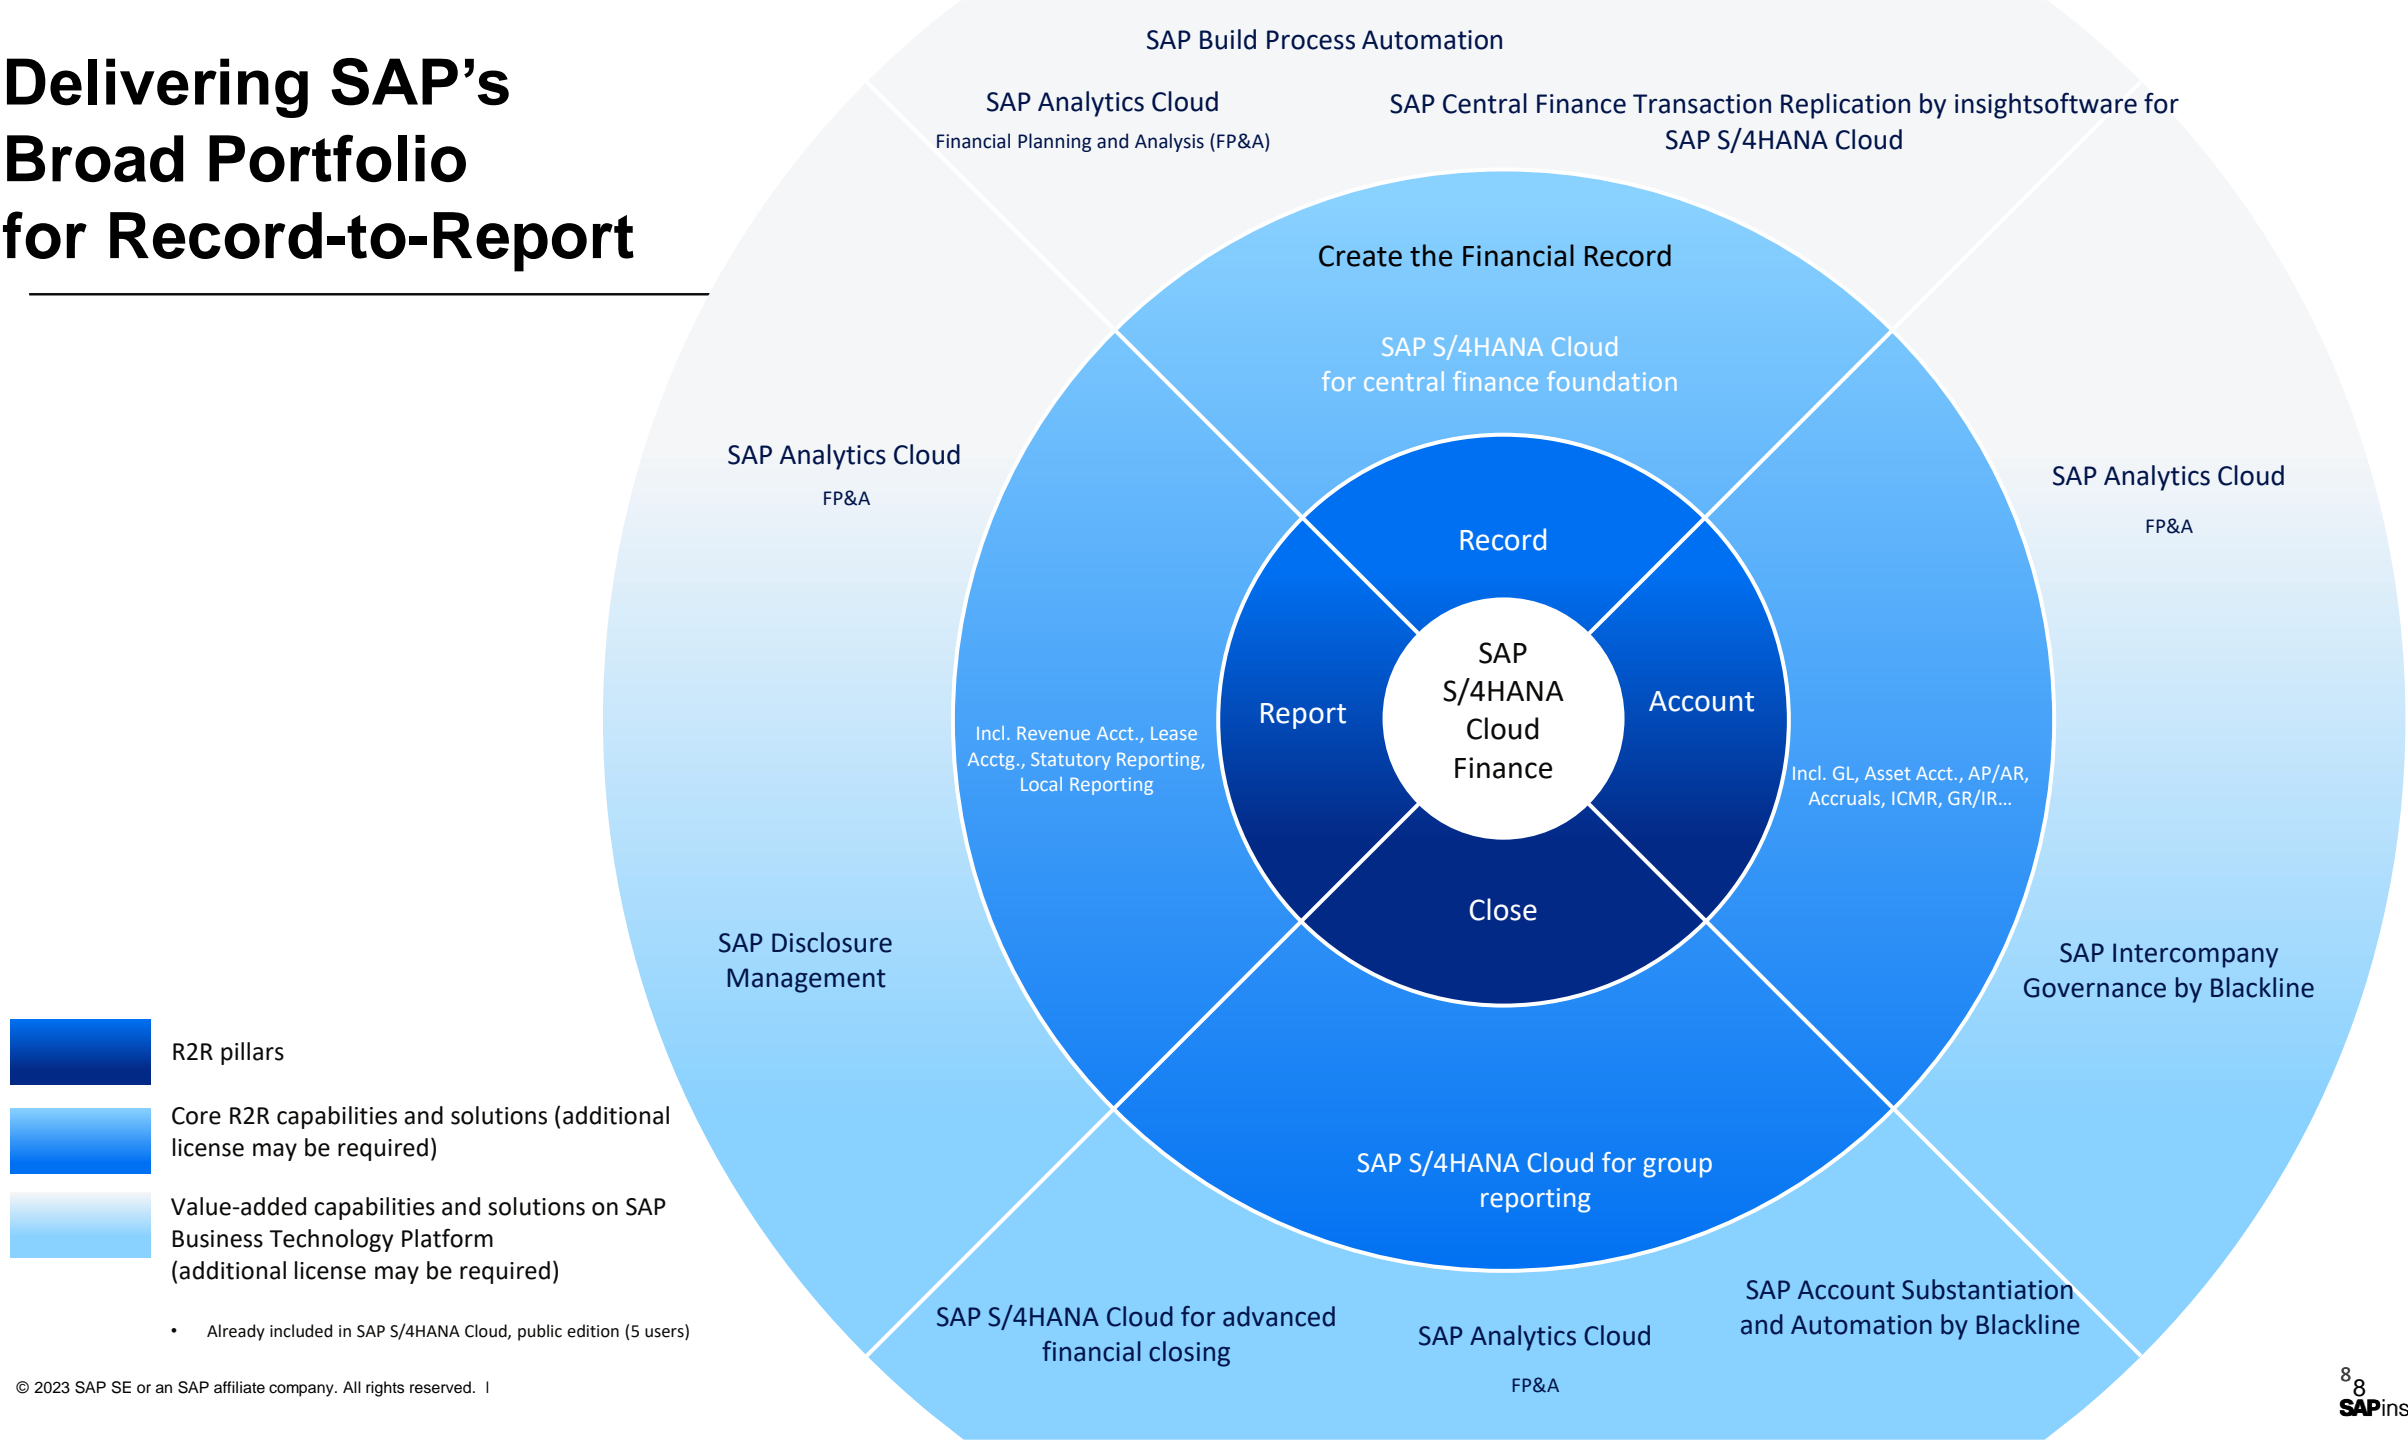 Delivering SAP’s
Broad Portfolio
for Record-to-Report
SAP Build Process Automation
SAP Analytics Cloud
Financial Planning and Analysis (FP&A)
SAP Central Finance Transaction Replication by insightsoftware for
SAP S/4HANA Cloud
Create the Financial Record
SAP S/4HANA Cloud
for central finance foundation
SAP Analytics Cloud
FP&A
SAP Analytics Cloud
FP&A
Record
Report
SAP
S/4HANA
Cloud
Finance
Account
Close
Incl. Revenue Acct., Lease
Acctg., Statutory Reporting,
Local Reporting
Incl. GL, Asset Acct., AP/AR,
Accruals, ICMR, GR/IR…
SAP Disclosure
Management
SAP Intercompany
Governance by Blackline
SAP S/4HANA Cloud for group
reporting
SAP S/4HANA Cloud for advanced
financial closing
SAP Analytics Cloud
FP&A
SAP Account Substantiation
and Automation by Blackline
R2R pillars
Core R2R capabilities and solutions (additional
license may be required)
Value-added capabilities and solutions on SAP
Business Technology Platform
(additional license may be required)
• Already included in SAP S/4HANA Cloud, public edition (5 users)
© 2023 SAP SE or an SAP affiliate company. All rights reserved. |
8
8
SAPins